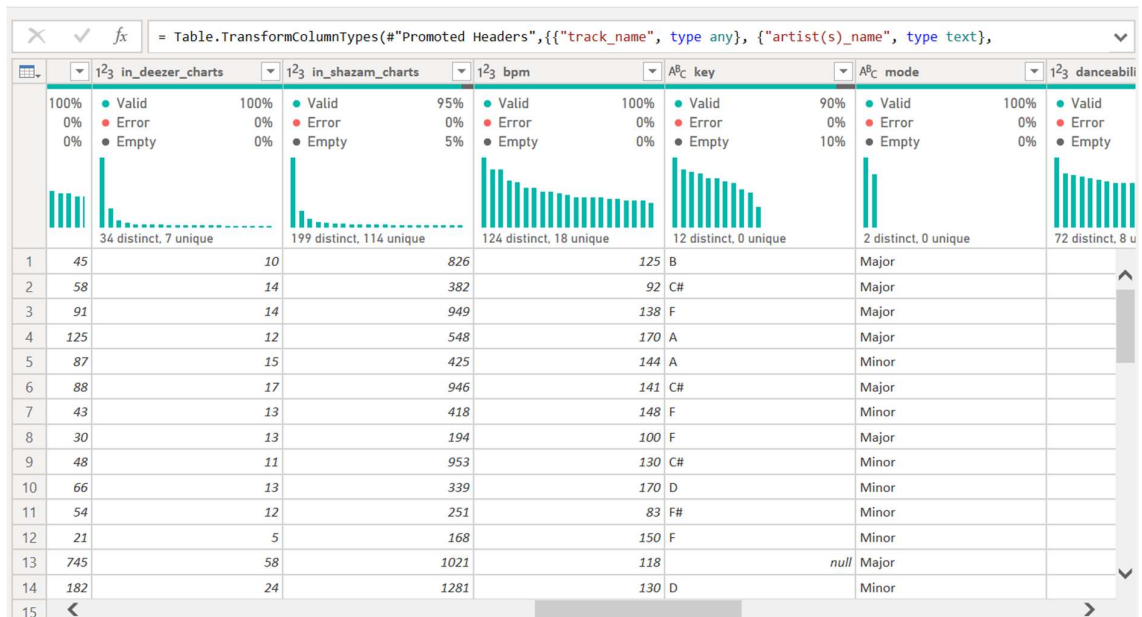 fx = Table.TransformColumnTypes(#"Promoted Headers",{{"track_name", type any}, {"artist(s)_name", type text},
1²3 in_deezer_charts 1²3 in_shazam_charts 1²3 bpm ABC key ABC mode 1²3 danceabili
100% Valid 100% Valid 95% Valid 100% Valid 90% Valid 100% Valid
0% Error 0% Error 0% Error 0% Error 0% Error 0% Error
0% Empty 0% Empty 5% Empty 0% Empty 10% Empty 0% Empty
34 distinct, 7 unique 199 distinct, 114 unique 124 distinct, 18 unique 12 distinct, 0 unique 2 distinct, 0 unique 72 distinct, 8 u
1 45 10 826 125 B Major
2 58 14 382 92 C# Major
3 91 14 949 138 F Major
4 125 12 548 170 A Major
5 87 15 425 144 A Minor
6 88 17 946 141 C# Major
7 43 13 418 148 F Minor
8 30 13 194 100 F Major
9 48 11 953 130 C# Minor
10 66 13 339 170 D Minor
11 54 12 251 83 F# Minor
12 21 5 168 150 F Minor
13 745 58 1021 118 null Major
14 182 24 1281 130 D Minor
15